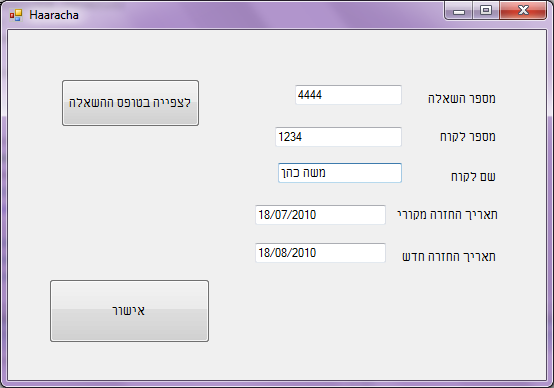 Haaracha
מספר השאלה
4444
לצפייה בטופס ההשאלה
מספר לקוח
1234
שם לקוח
משה כהן
תאריך החזרה מקורי
18/07/2010
תאריך החזרה חדש
18/08/2010
אישור